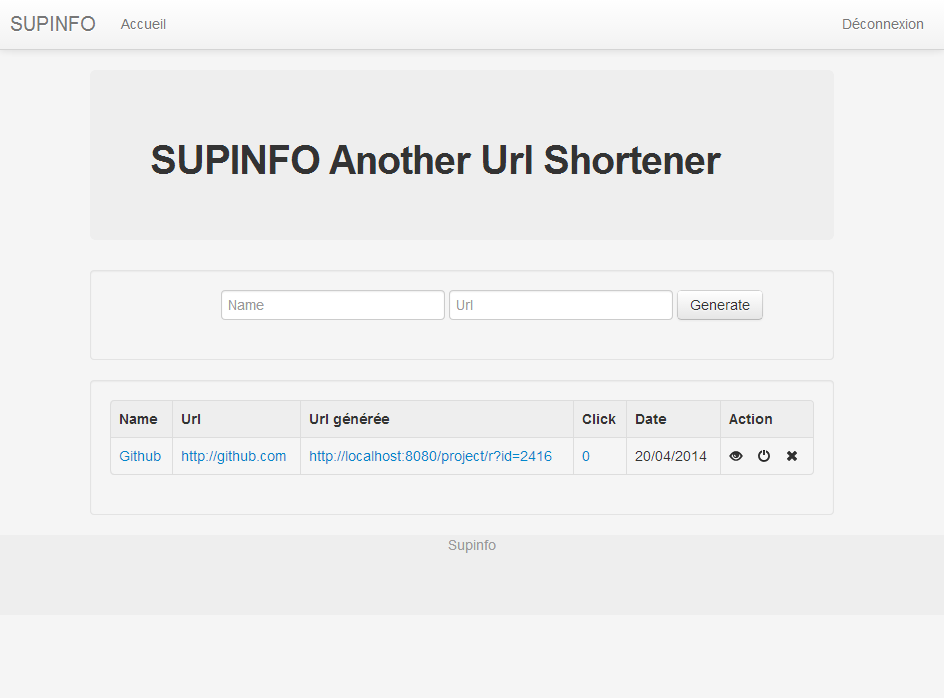 SUPINFO Accueil Déconnexion
SUPINFO Another Url Shortener
Name Url Generate
Name Url Url générée Click Date Action
Github http://github.com http://localhost:8080/project/r?id=2416 0 20/04/2014
Supinfo